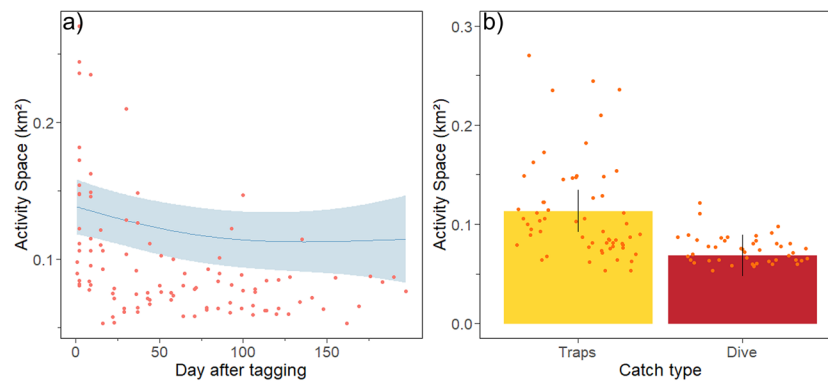 a)
Activity Space (km²)
0.2
0.1
0
50
100
150
Day after tagging
b)
Activity Space (km²)
0.3
0.2
0.1
0.0
Traps
Dive
Catch type